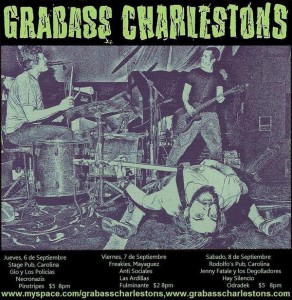 GRABASS CHARLESTONS
Jueves, 6 de Septiembre
Stage Pub, Carolina
Gio y Los Policias
Necronazis
Pinstripes $5 8pm
Viernes, 7 de Septiembre
Freakies, Mayaguez
Anti Sociales
Las Ardillas
Fulminante $2 8pm
Sabado, 8 de Septiembre
Rodolfo's Pub, Carolina
Jenny Fatale y los Degolladores
Hay Silencio
Odradek $5 8pm
www.myspace.com/grabasscharlestons,www.grabasscharlestons.com